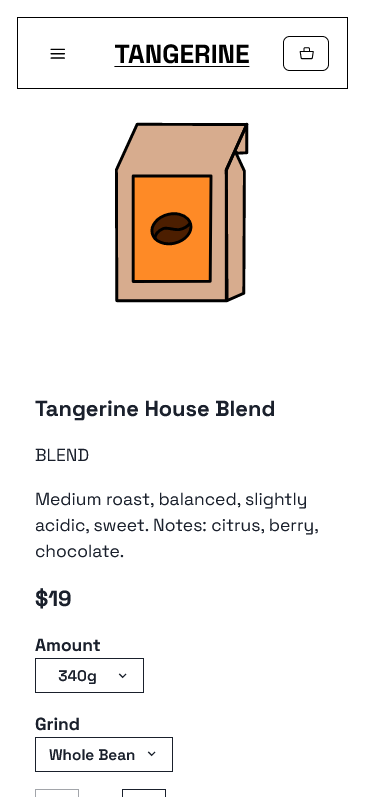 TANGERINE
Tangerine House Blend
BLEND
Medium roast, balanced, slightly
acidic, sweet. Notes: citrus, berry,
chocolate.
$19
Amount
340g
Grind
Whole Bean